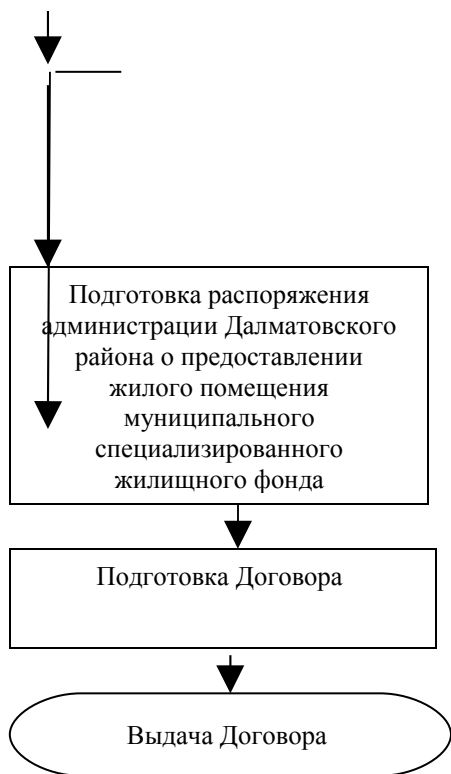 Подготовка распоряжения
администрации Далматовского
района о предоставлении
жилого помещения
муниципального
специализированного
жилищного фонда
Подготовка Договора
Выдача Договора